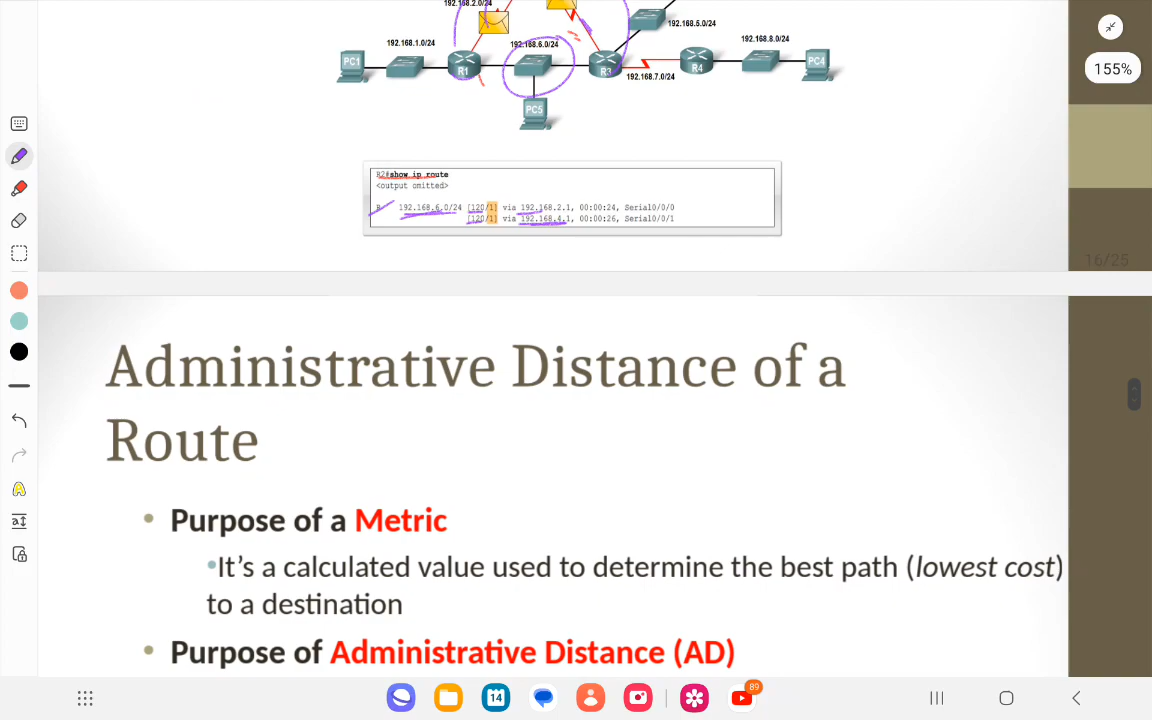 192.168.2.0/24
155%
192.168.1.0/24
192.168.6.0/24
192.168.5.0/24
192.168.8.0/24
192.168.7.0/24
PC1
R1
R3
R4
PC4
PC5
R2#show ip route
<output omitted>
R 192.168.6.0/24 [120/1] via 192.168.2.1, 00:00:24, Serial0/0/0
[120/1] via 192.168.4.1, 00:00:26, Serial0/0/1
16/25
Administrative Distance of a
Route
• Purpose of a Metric
•It’s a calculated value used to determine the best path (lowest cost)
to a destination
• Purpose of Administrative Distance (AD)
14
89